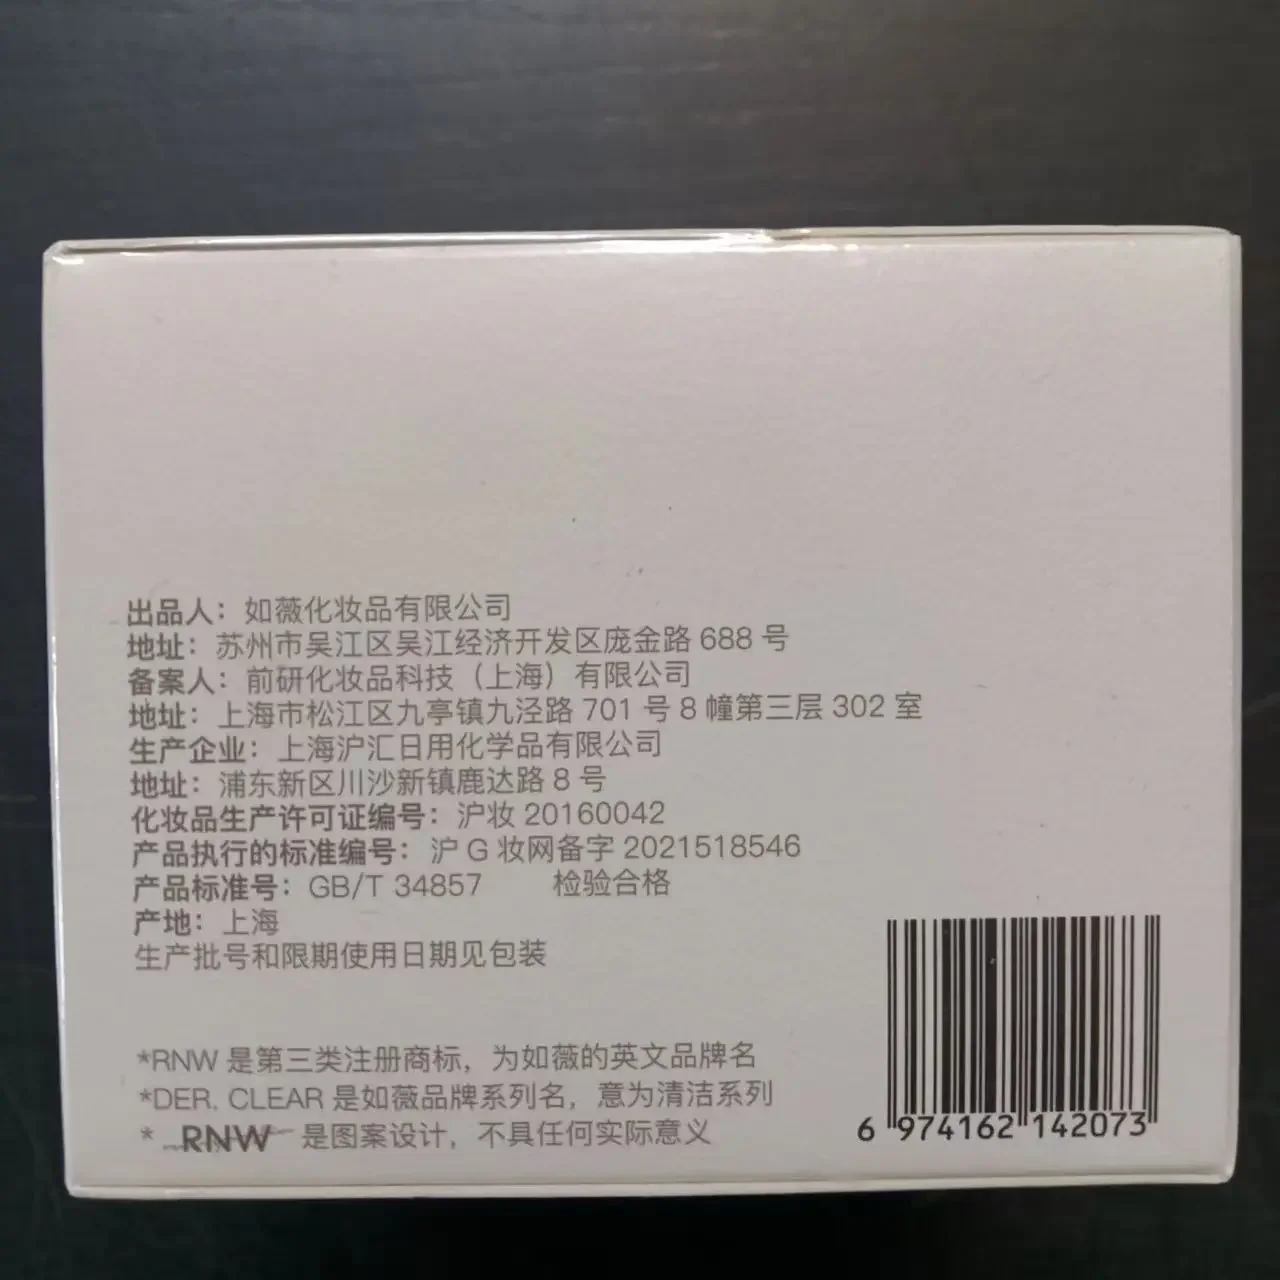 出品人：如薇化妆品有限公司
地址：苏州市吴江区吴江经济开发区庞金路 688 号
备案人：前研化妆品科技（上海）有限公司
地址：上海市松江区九亭镇九泾路 701 号 8 幢第三层 302 室
生产企业：上海沪汇日用化学品有限公司
地址：浦东新区川沙新镇鹿达路 8 号
化妆品生产许可证编号：沪妆 20160042
产品执行的标准编号：沪 G 妆网备字 2021518546
产品标准号：GB/T 34857 检验合格
产地：上海
生产批号和限期使用日期见包装
*RNW 是第三类注册商标，为如薇的英文品牌名
*DER. CLEAR 是如薇品牌系列名，意为清洁系列
* RNW 是图案设计，不具任何实际意义
6 974162 142073